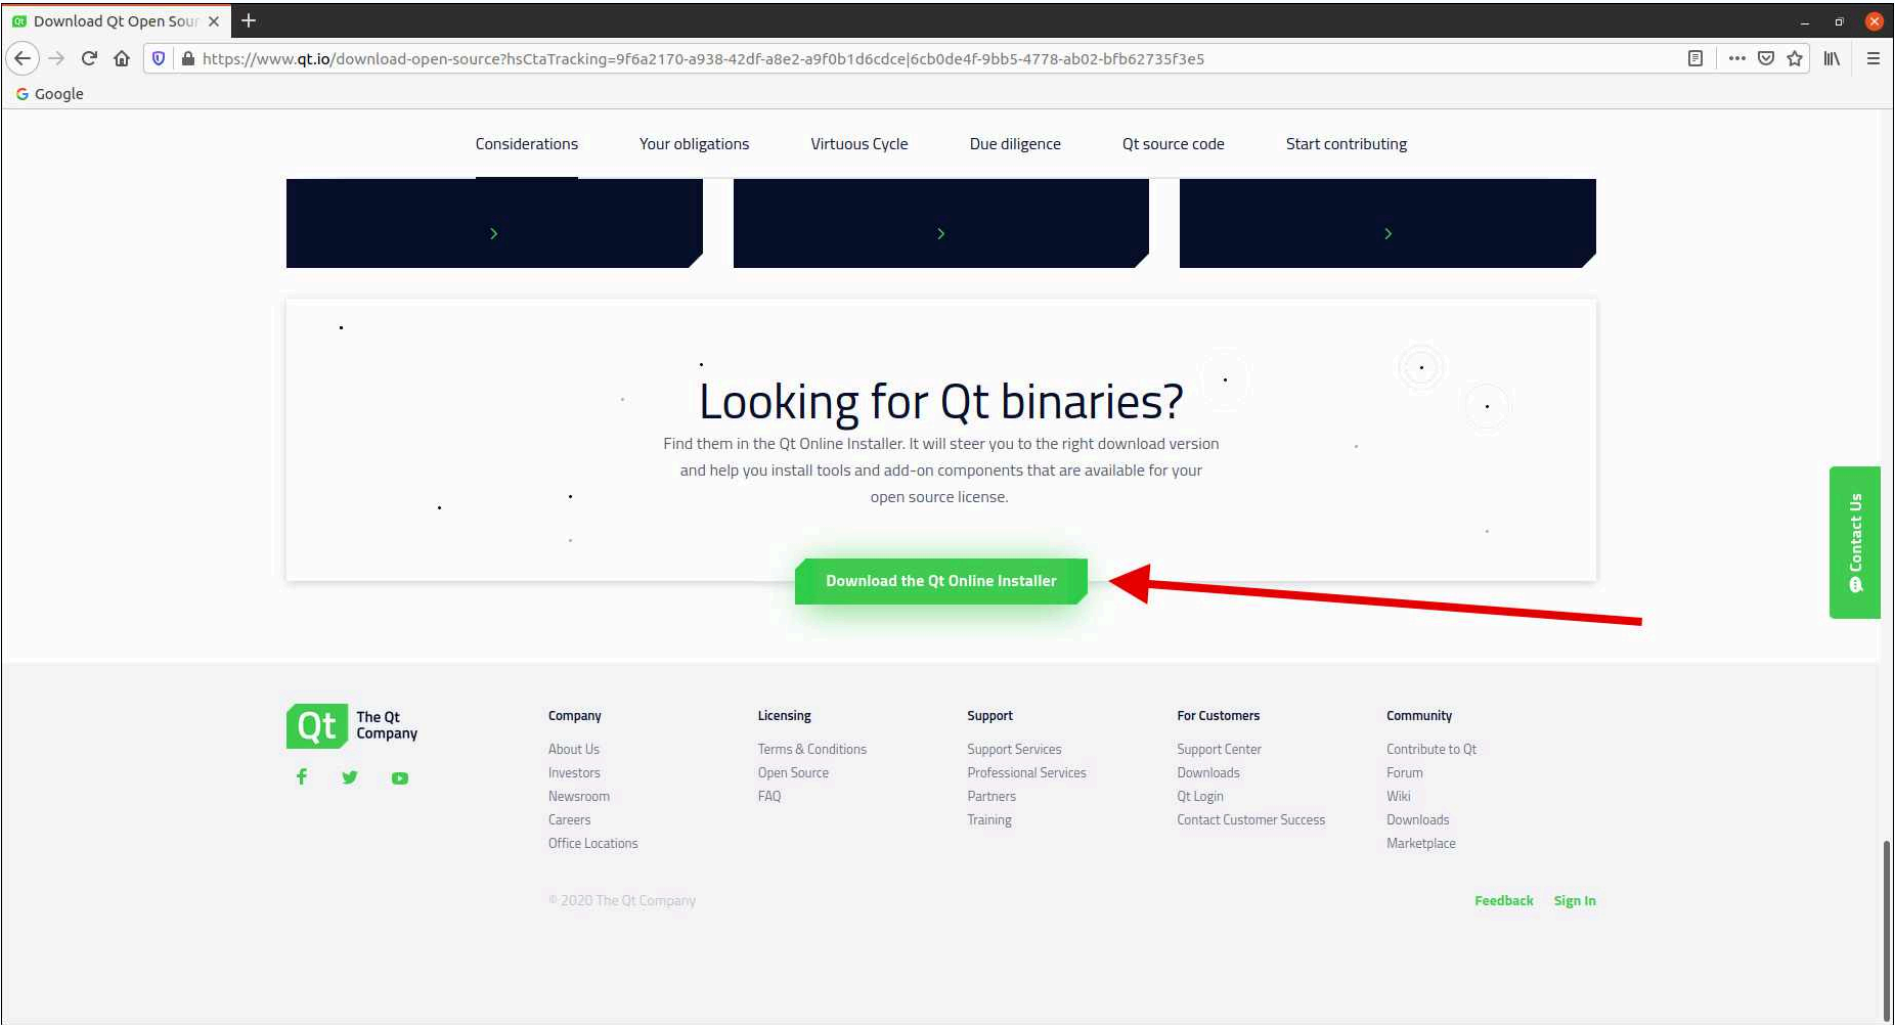 Download Qt Open Sour
https://www.qt.io/download-open-source?hsCtaTracking=9f6a2170-a938-42df-a8e2-a9f0b1d6cdce|6cb0de4f-9bb5-4778-ab02-bfb62735f3e5
Google
Considerations Your obligations Virtuous Cycle Due diligence Qt source code Start contributing
Looking for Qt binaries?
Find them in the Qt Online Installer. It will steer you to the right download version
and help you install tools and add-on components that are available for your
open source license.
Download the Qt Online Installer
Contact Us
Qt The Qt
Company
Company
About Us
Investors
Newsroom
Careers
Office Locations
Licensing
Terms & Conditions
Open Source
FAQ
Support
Support Services
Professional Services
Partners
Training
For Customers
Support Center
Downloads
Qt Login
Contact Customer Success
Community
Contribute to Qt
Forum
Wiki
Downloads
Marketplace
© 2020 The Qt Company
Feedback Sign In